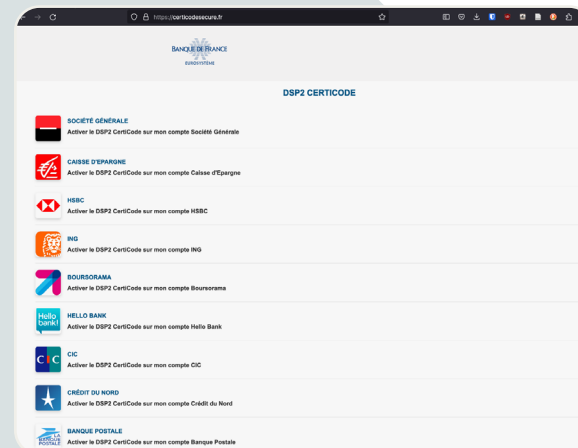 https://certicodesecure.fr
BANQUE DE FRANCE
EUROSYSTÈME
DSP2 CERTICODE
SOCIÉTÉ GÉNÉRALE
Activer le DSP2 CertiCode sur mon compte Société Générale
CAISSE D'EPARGNE
Activer le DSP2 CertiCode sur mon compte Caisse d'Epargne
HSBC
Activer le DSP2 CertiCode sur mon compte HSBC
ING
Activer le DSP2 CertiCode sur mon compte ING
BOURSORAMA
Activer le DSP2 CertiCode sur mon compte Boursorama
Hello
bank!
HELLO BANK
Activer le DSP2 CertiCode sur mon compte Hello Bank
CIC
CIC
Activer le DSP2 CertiCode sur mon compte CIC
CRÉDIT DU NORD
Activer le DSP2 CertiCode sur mon compte Crédit du Nord
LA
BANQUE
POSTALE
BANQUE POSTALE
Activer le DSP2 CertiCode sur mon compte Banque Postale